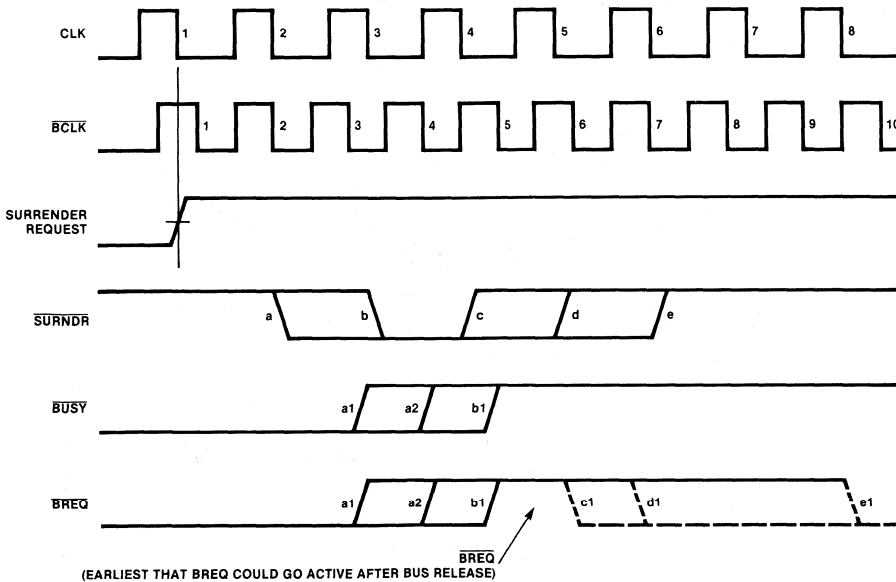 CLK 1 2 3 4 5 6 7 8
BCLK 1 2 3 4 5 6 7 8 9 10
SURRENDER
REQUEST
SURNDR a b c d e
BUSY a1 a2 b1
BREQ a1 a2 b1 c1 d1 e1
BREQ
(EARLIEST THAT BREQ COULD GO ACTIVE AFTER BUS RELEASE)